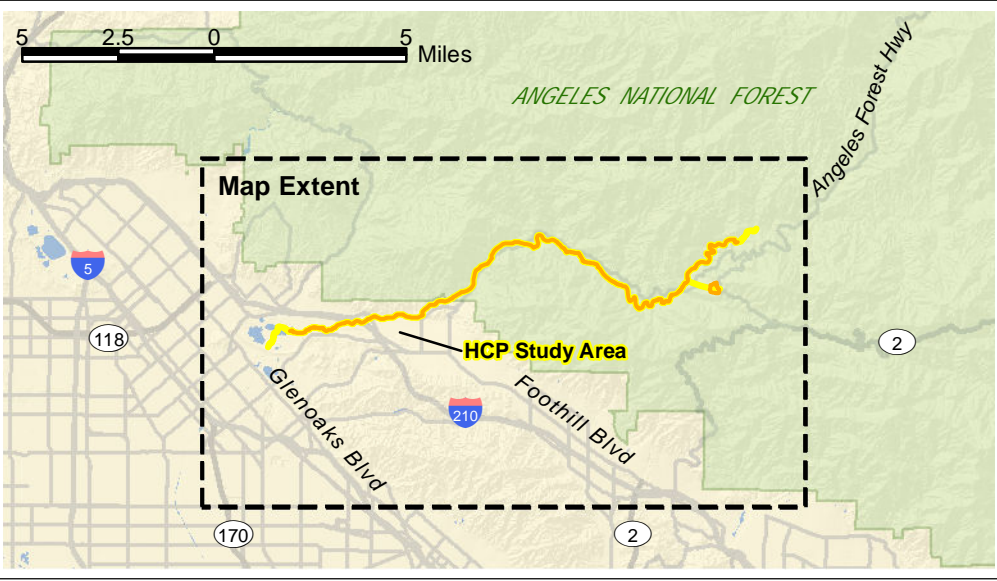 5 2.5 0 5
Miles
ANGELES NATIONAL FOREST
Angeles Forest Hwy
Map Extent
5
118
2
HCP Study Area
Glenoaks Blvd
Foothill Blvd
210
170
2